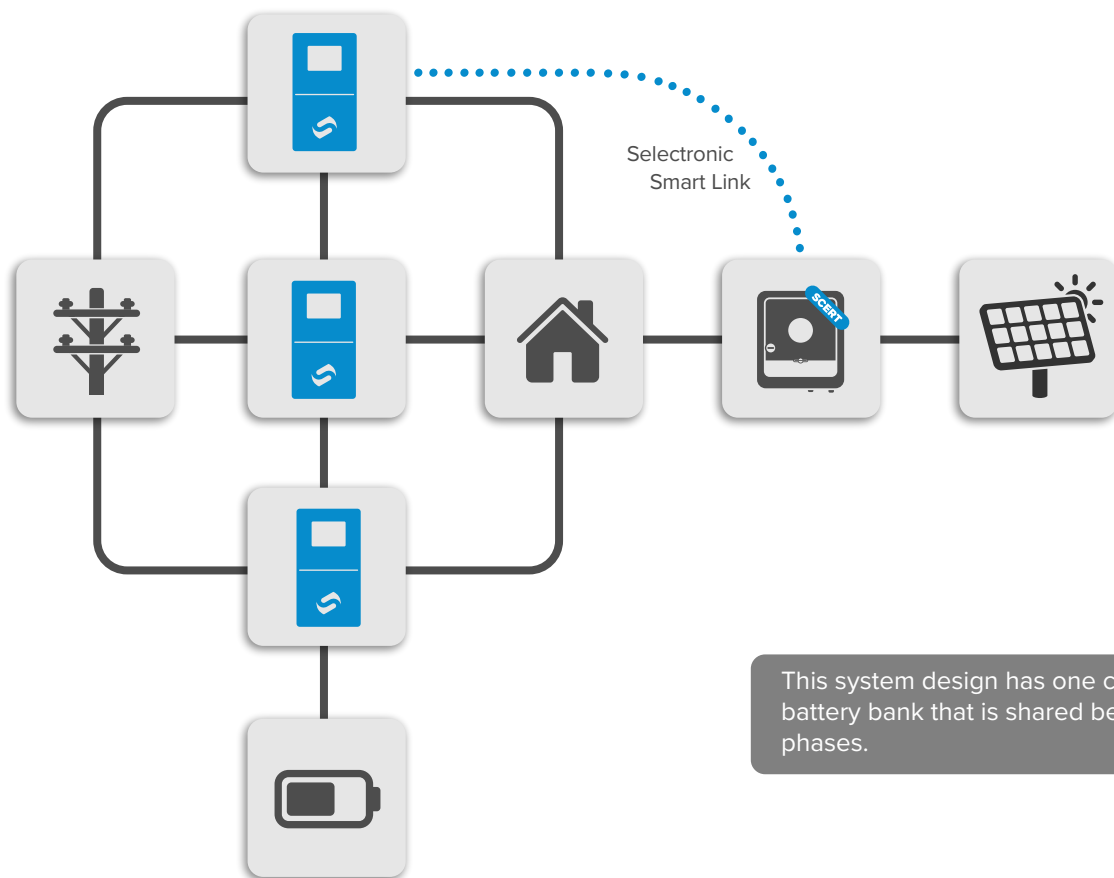 Selectronic
Smart Link
SCERT
This system design has one c
battery bank that is shared be
phases.